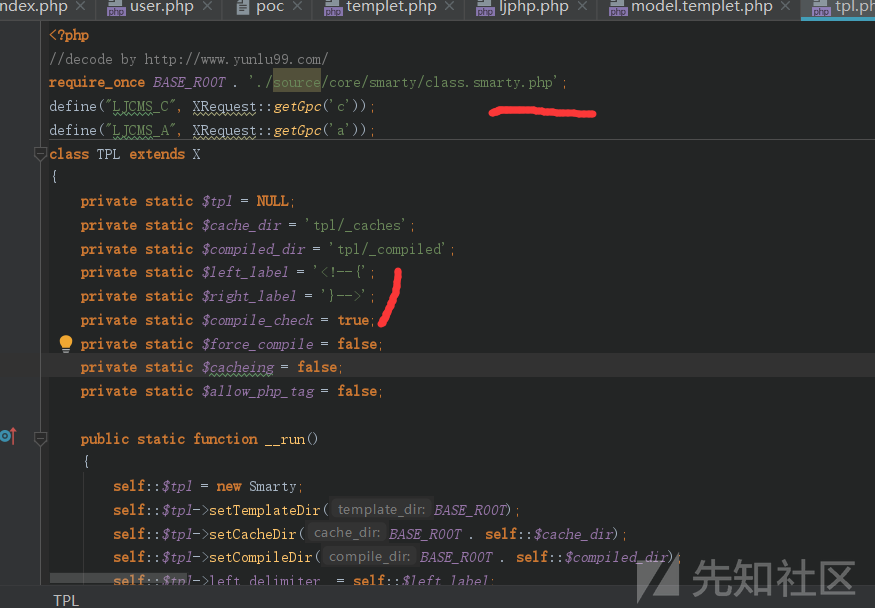 ndex.php × user.php × poc × templet.php × ljphp.php × model.templet.php × tpl.ph
<?php
//decode by http://www.yunlu99.com/
require_once BASE_ROOT . './source/core/smarty/class.smarty.php';
define("LJCMS_C", XRequest::getGpc('c'));
define("LJCMS_A", XRequest::getGpc('a'));
class TPL extends X
{
private static $tpl = NULL;
private static $cache_dir = 'tpl/_caches';
private static $compiled_dir = 'tpl/_compiled';
private static $left_label = '<!--{';
private static $right_label = '}-->';
private static $compile_check = true;
private static $force_compile = false;
private static $cacheing = false;
private static $allow_php_tag = false;
public static function __run()
{
self::$tpl = new Smarty;
self::$tpl->setTemplateDir( template_dir: BASE_ROOT);
self::$tpl->setCacheDir( cache_dir: BASE_ROOT . self::$cache_dir);
self::$tpl->setCompileDir( compile_dir: BASE_ROOT . self::$compiled_dir);
self::$tpl->left_delimiter = self::$left_label;
先知社区
TPL